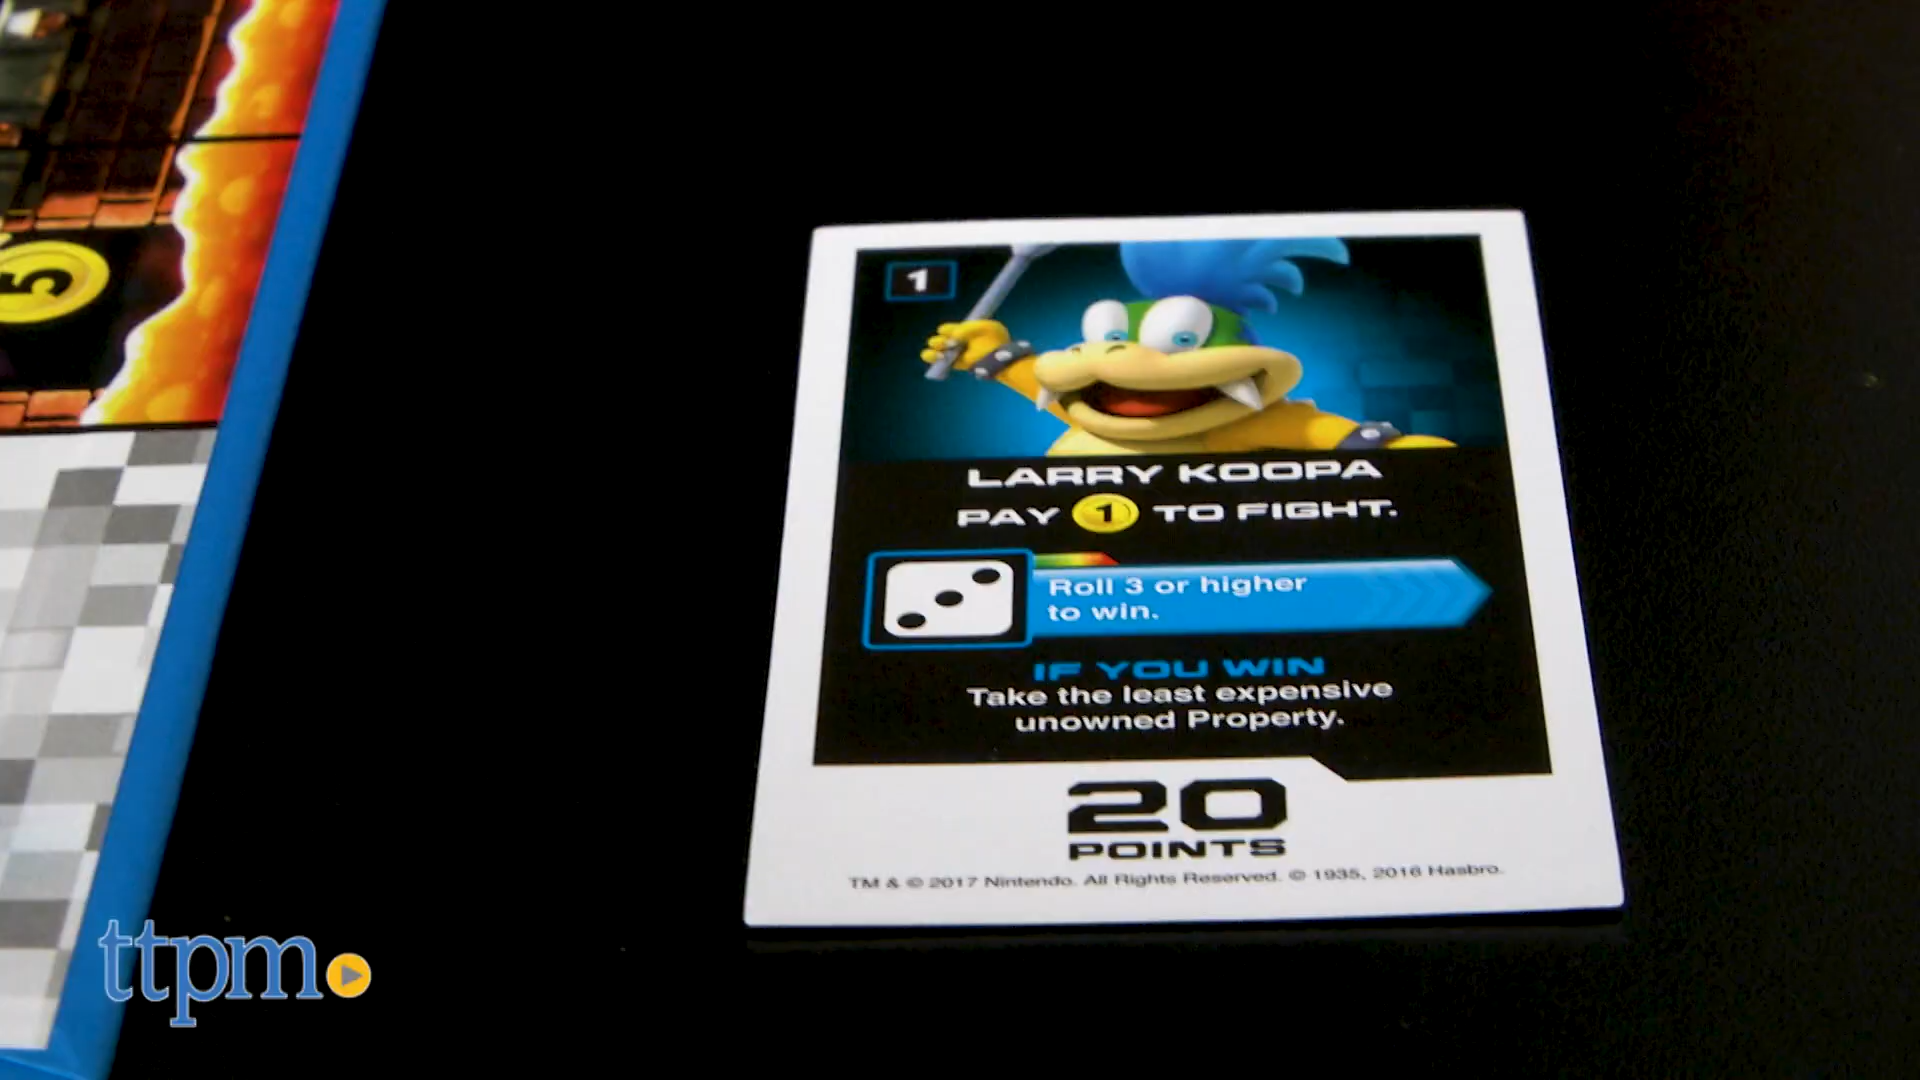 5
1
LARRY KOOPA
PAY 1 TO FIGHT.
Roll 3 or higher
to win.
IF YOU WIN
Take the least expensive
unowned Property.
20
POINTS
TM & © 2017 Nintendo. All Rights Reserved. © 1935, 2016 Hasbro.
ttpm